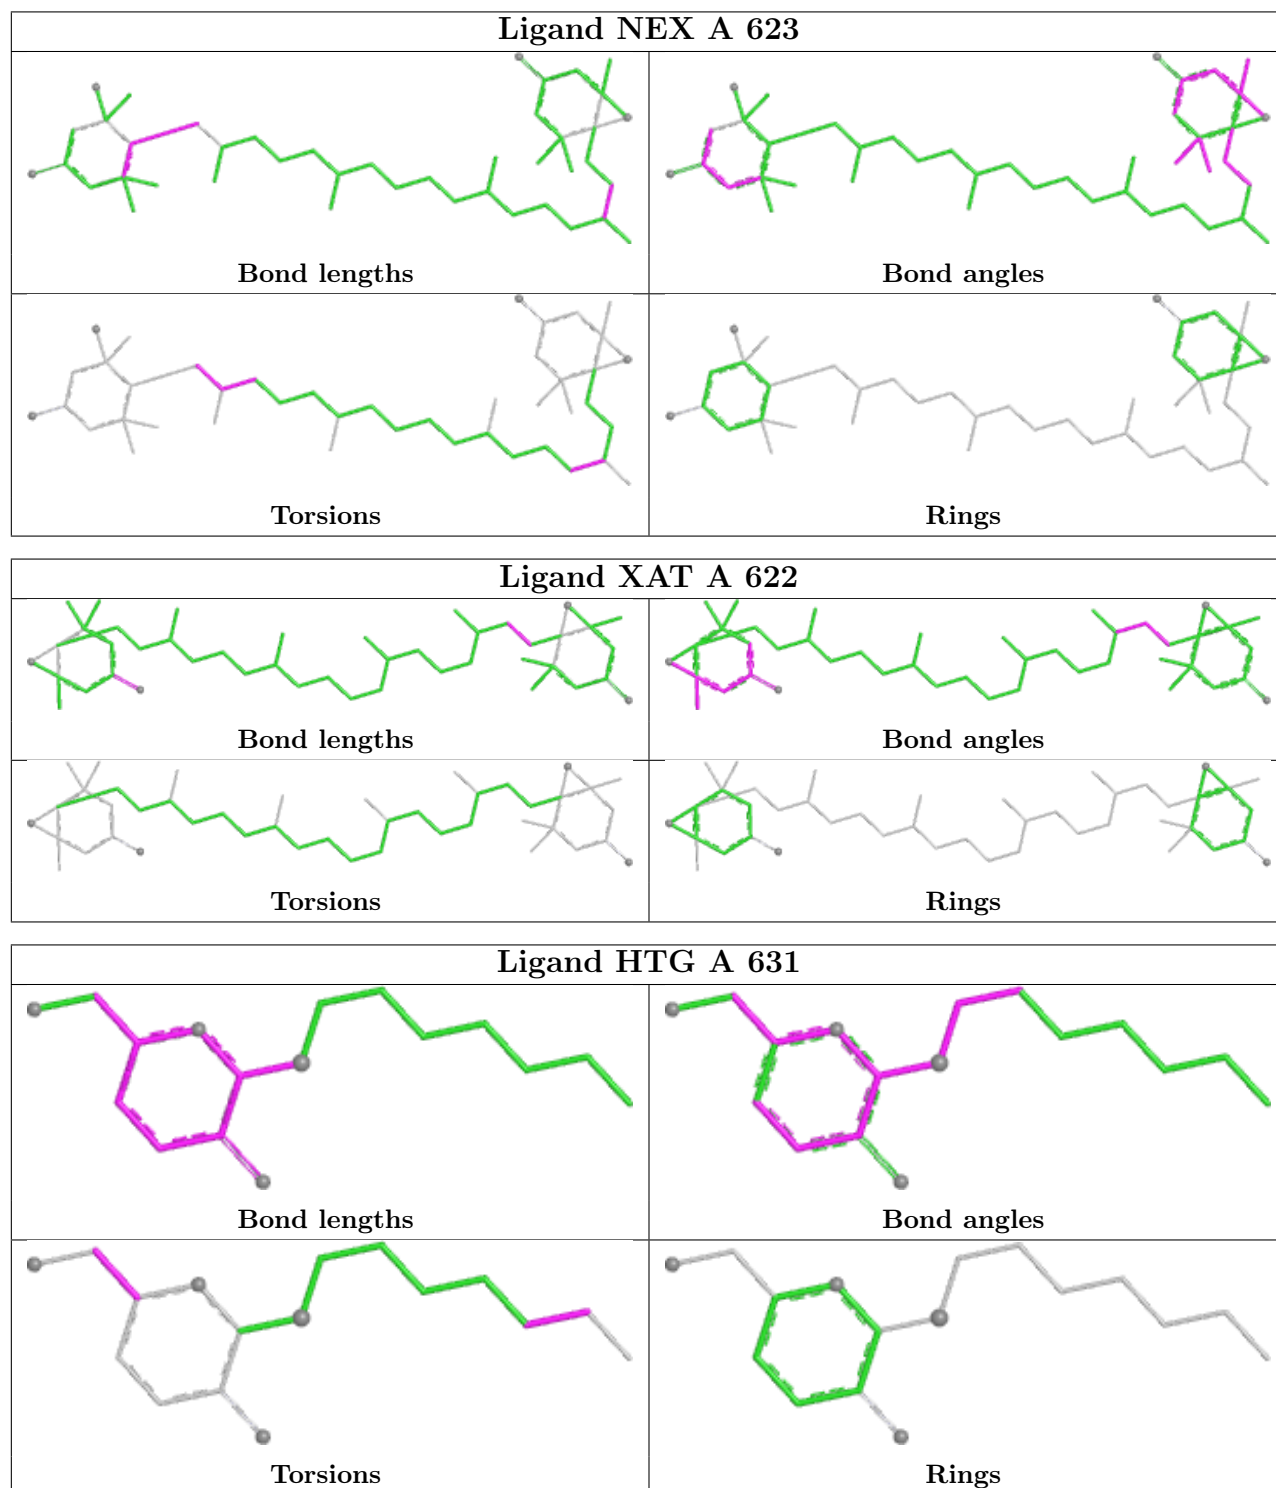 Ligand NEX A 623
Bond lengths
Bond angles
Torsions
Rings
Ligand XAT A 622
Bond lengths
Bond angles
Torsions
Rings
Ligand HTG A 631
Bond lengths
Bond angles
Torsions
Rings